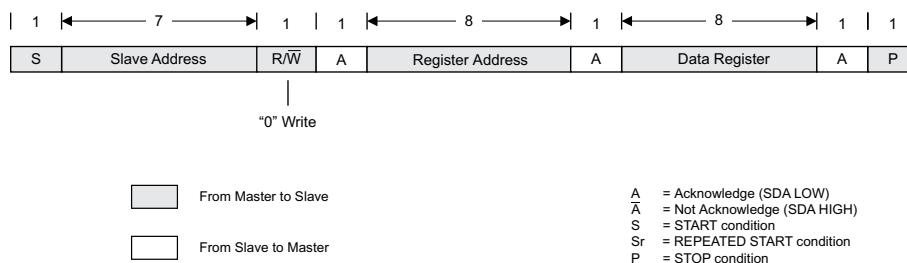 1 7 1 1 8 1 8 1 1
S Slave Address R/W̅ A Register Address A Data Register A P
“0” Write
From Master to Slave
From Slave to Master
A = Acknowledge (SDA LOW)
A̅ = Not Acknowledge (SDA HIGH)
S = START condition
Sr = REPEATED START condition
P = STOP condition